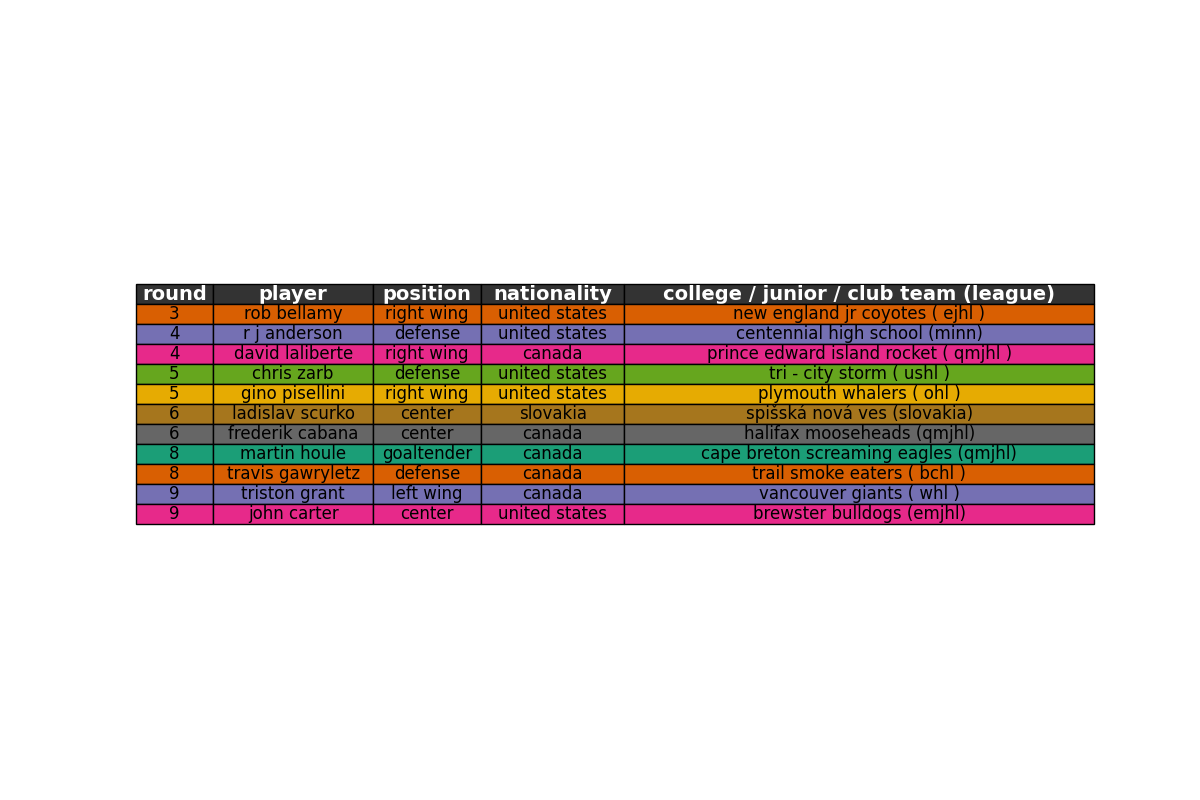 round player position nationality college / junior / club team (league)
3 rob bellamy right wing united states new england jr coyotes ( ejhl )
4 r j anderson defense united states centennial high school (minn)
4 david laliberte right wing canada prince edward island rocket ( qmjhl )
5 chris zarb defense united states tri - city storm ( ushl )
5 gino pisellini right wing united states plymouth whalers ( ohl )
6 ladislav scurko center slovakia spišská nová ves (slovakia)
6 frederik cabana center canada halifax mooseheads (qmjhl)
8 martin houle goaltender canada cape breton screaming eagles (qmjhl)
8 travis gawryletz defense canada trail smoke eaters ( bchl )
9 triston grant left wing canada vancouver giants ( whl )
9 john carter center united states brewster bulldogs (emjhl)